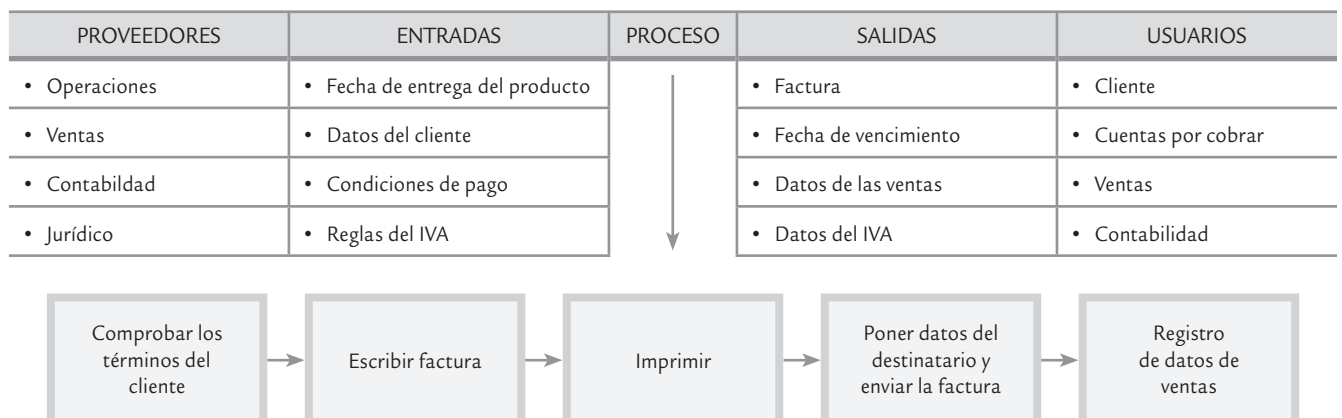 PROVEEDORES ENTRADAS PROCESO SALIDAS USUARIOS
• Operaciones • Fecha de entrega del producto • Factura • Cliente
• Ventas • Datos del cliente • Fecha de vencimiento • Cuentas por cobrar
• Contabildad • Condiciones de pago • Datos de las ventas • Ventas
• Jurídico • Reglas del IVA • Datos del IVA • Contabilidad
Comprobar los
términos del
cliente
Escribir factura
Imprimir
Poner datos del
destinatario y
enviar la factura
Registro
de datos de
ventas